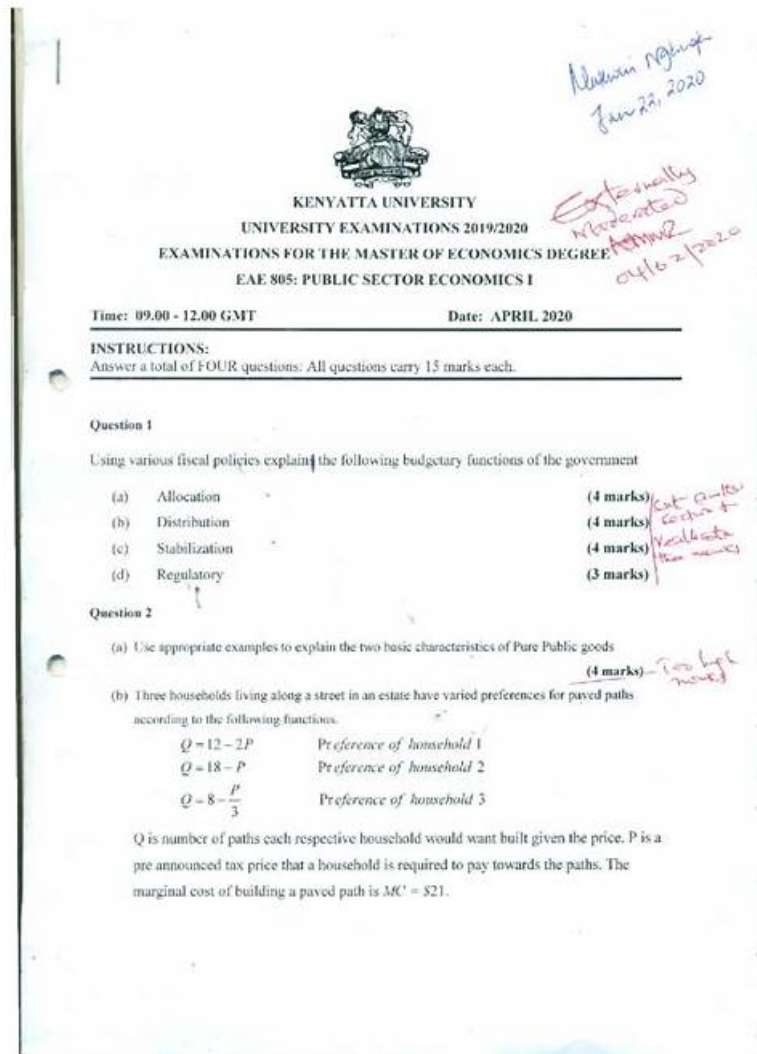 Jan 22, 2020
Externally
Moderated
04/02/2020
KENYATTA UNIVERSITY
UNIVERSITY EXAMINATIONS 2019/2020
EXAMINATIONS FOR THE MASTER OF ECONOMICS DEGREE
EAE 805: PUBLIC SECTOR ECONOMICS I
Time: 09.00 - 12.00 GMT Date: APRIL 2020
INSTRUCTIONS:
Answer a total of FOUR questions: All questions carry 15 marks each.
Question 1
Using various fiscal policies explain the following budgetary functions of the government
(a) Allocation (4 marks)
(b) Distribution (4 marks)
(c) Stabilization (4 marks)
(d) Regulatory (3 marks)
Question 2
(a) Use appropriate examples to explain the two basic characteristics of Pure Public goods
(4 marks) Too high
marks
(b) Three households living along a street in an estate have varied preferences for paved paths
according to the following functions.
Q = 12 – 2P Preference of household 1
Q = 18 – P Preference of household 2
Q = 8 – P/3 Preference of household 3
Q is number of paths each respective household would want built given the price. P is a
pre announced tax price that a household is required to pay towards the paths. The
marginal cost of building a paved path is MC = $21.